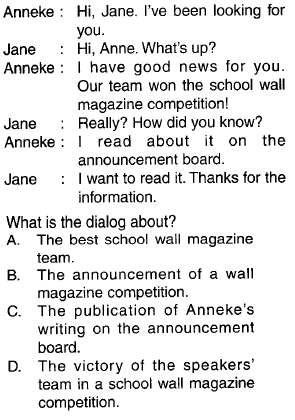 Anneke : Hi, Jane. I've been looking for
you.
Jane : Hi, Anne. What's up?
Anneke : I have good news for you.
Our team won the school wall
magazine competition!
Jane : Really? How did you know?
Anneke : I read about it on the
announcement board.
Jane : I want to read it. Thanks for the
information.
What is the dialog about?
A. The best school wall magazine
team.
B. The announcement of a wall
magazine competition.
C. The publication of Anneke's
writing on the announcement
board.
D. The victory of the speakers'
team in a school wall magazine
competition.